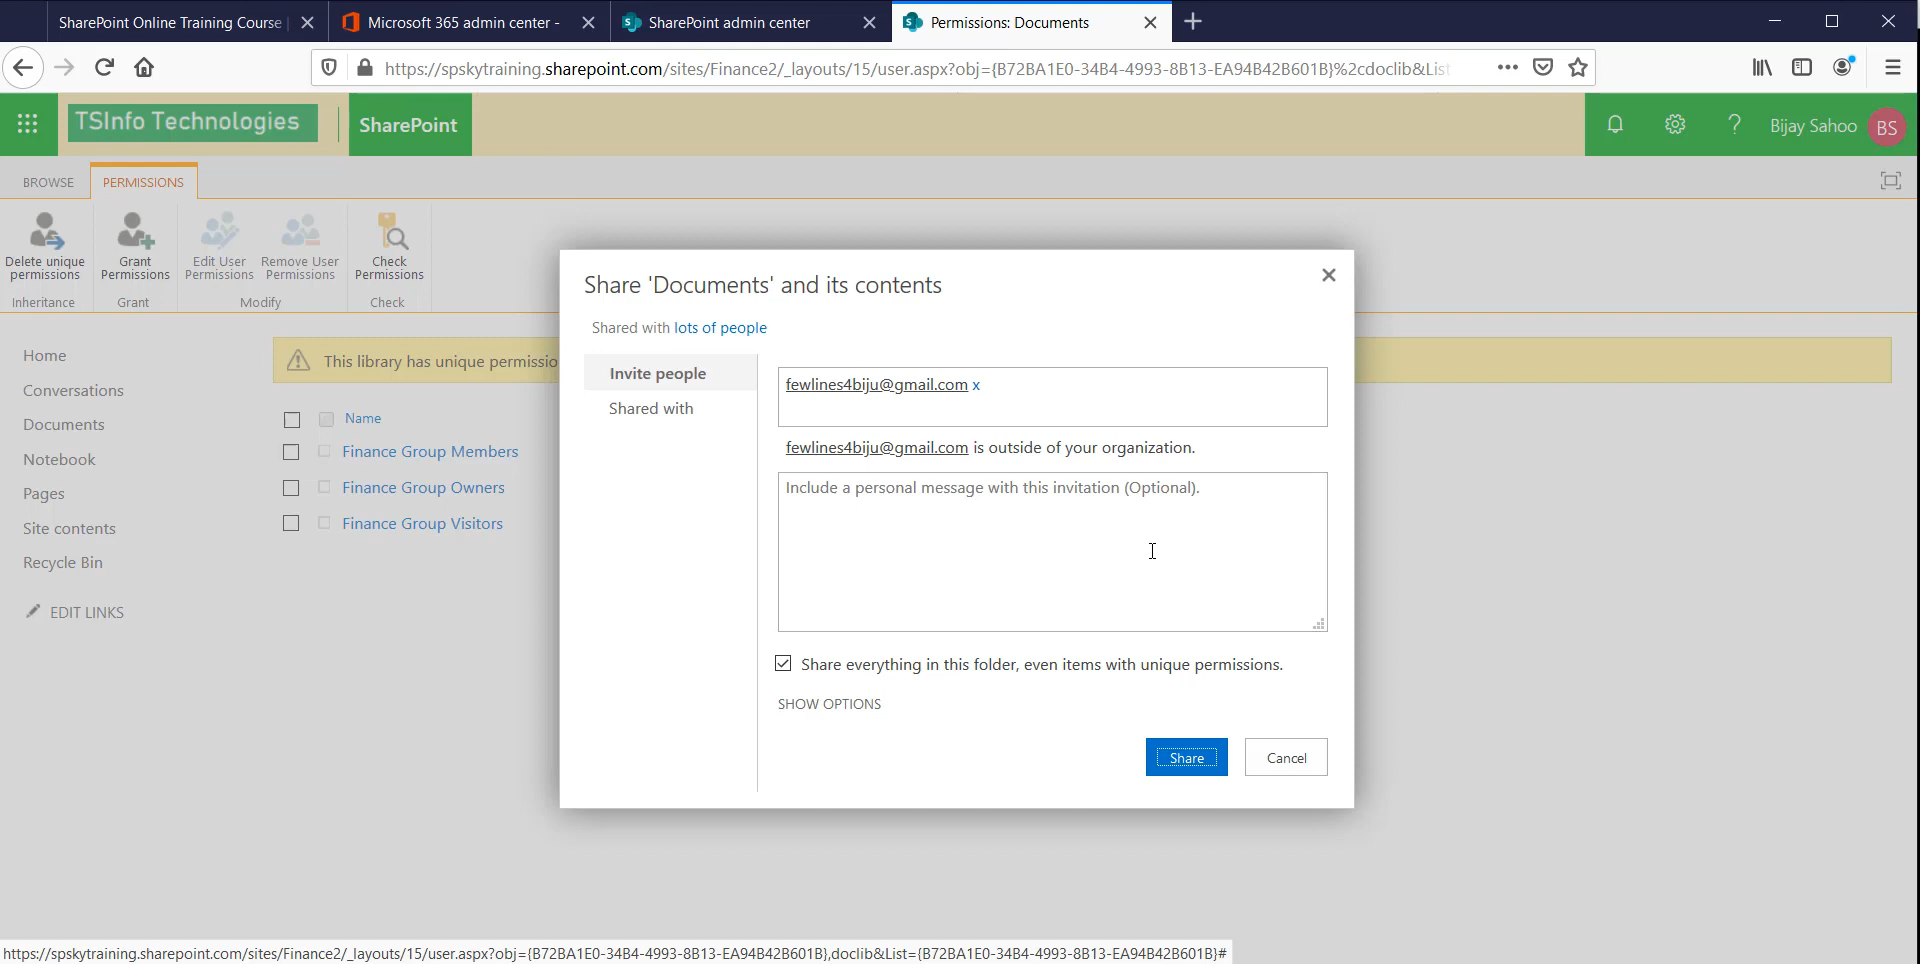 SharePoint Online Training Course
Microsoft 365 admin center -
SharePoint admin center
Permissions: Documents
https://spskytraining.sharepoint.com/sites/Finance2/_layouts/15/user.aspx?obj={B72BA1E0-34B4-4993-8B13-EA94B42B601B}%2cdoclib&List
TSInfo Technologies
SharePoint
Bijay Sahoo
BS
BROWSE
PERMISSIONS
Delete unique permissions
Grant Permissions
Edit User Permissions
Remove User Permissions
Check Permissions
Inheritance
Grant
Modify
Check
Home
Conversations
Documents
Notebook
Pages
Site contents
Recycle Bin
EDIT LINKS
This library has unique permissio
Name
Finance Group Members
Finance Group Owners
Finance Group Visitors
Share 'Documents' and its contents
Shared with lots of people
Invite people
Shared with
fewlines4biju@gmail.com x
fewlines4biju@gmail.com is outside of your organization.
Include a personal message with this invitation (Optional).
Share everything in this folder, even items with unique permissions.
SHOW OPTIONS
Share
Cancel
https://spskytraining.sharepoint.com/sites/Finance2/_layouts/15/user.aspx?obj={B72BA1E0-34B4-4993-8B13-EA94B42B601B},doclib&List={B72BA1E0-34B4-4993-8B13-EA94B42B601B}#